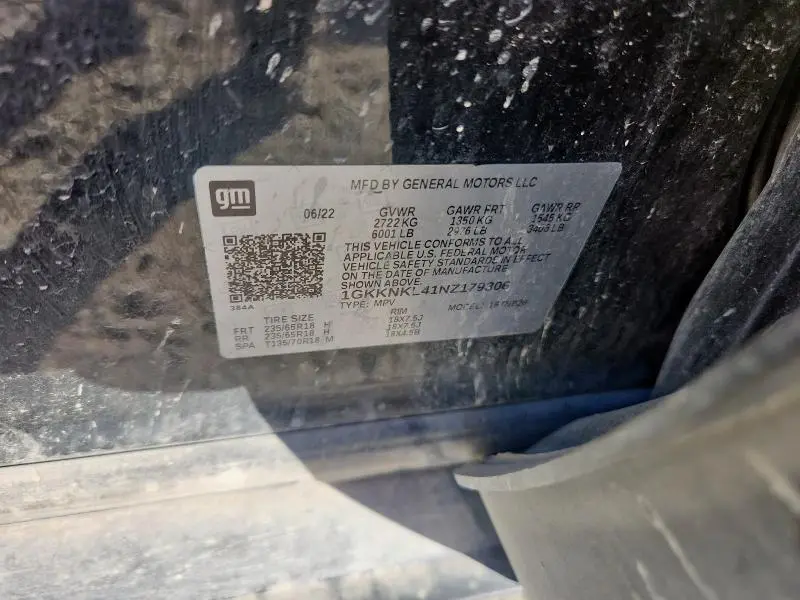 gm
MFD BY GENERAL MOTORS LLC
06/22 GVWR GAWR FRT GAWR RR
2722 KG 1350 KG 1545 KG
6001 LB 2976 LB 3406 LB
THIS VEHICLE CONFORMS TO ALL
APPLICABLE U.S. FEDERAL MOTOR
VEHICLE SAFETY STANDARDS IN EFFECT
ON THE DATE OF MANUFACTURE
SHOWN ABOVE.
1GKKNKL41NZ179306
384A TYPE: MPV MODEL:
TIRE SIZE RIM
FRT 235/65R18 H 18X7.5J
RR 235/65R18 H 18X7.5J
SPA T135/70R18 M 18X4.5B